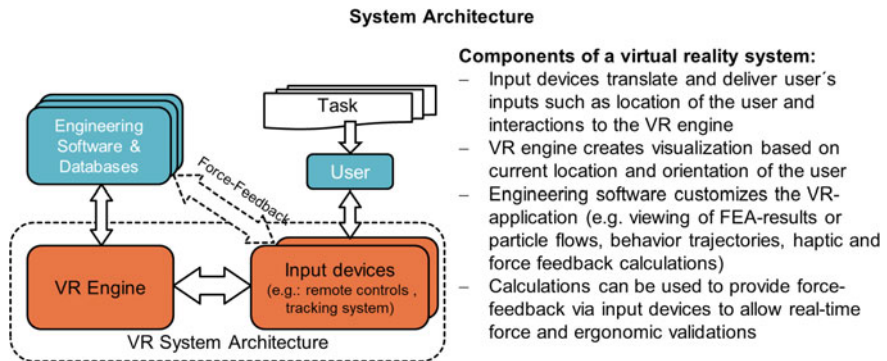 System Architecture
Engineering
Software &
Databases
Task
User
Force-Feedback
VR Engine
Input devices
(e.g.: remote controls ,
tracking system)
VR System Architecture
Components of a virtual reality system:
– Input devices translate and deliver user´s
inputs such as location of the user and
interactions to the VR engine
– VR engine creates visualization based on
current location and orientation of the user
– Engineering software customizes the VR-
application (e.g. viewing of FEA-results or
particle flows, behavior trajectories, haptic and
force feedback calculations)
– Calculations can be used to provide force-
feedback via input devices to allow real-time
force and ergonomic validations